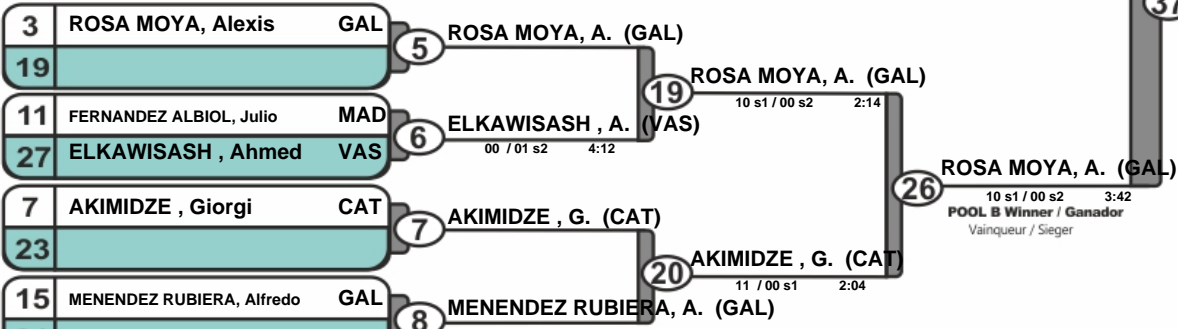 37
3 ROSA MOYA, Alexis GAL
5 ROSA MOYA, A. (GAL)
19
19 ROSA MOYA, A. (GAL)
10 s1 / 00 s2 2:14
11 FERNANDEZ ALBIOL, Julio MAD
6 ELKAWISASH , A. (VAS)
00 / 01 s2 4:12
27 ELKAWISASH , Ahmed VAS
26 ROSA MOYA, A. (GAL)
10 s1 / 00 s2 3:42
POOL B Winner / Ganador
Vainqueur / Sieger
7 AKIMIDZE , Giorgi CAT
7 AKIMIDZE , G. (CAT)
23
20 AKIMIDZE , G. (CAT)
11 / 00 s1 2:04
15 MENENDEZ RUBIERA, Alfredo GAL
8 MENENDEZ RUBIERA, A. (GAL)